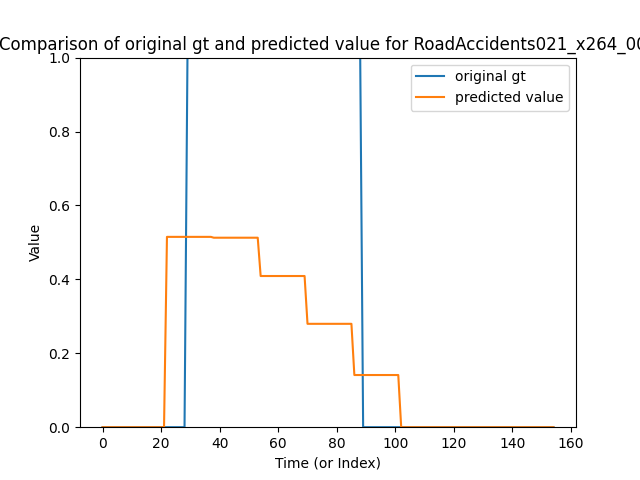 Comparison of original gt and predicted value for RoadAccidents021_x264_00
1.0
original gt
predicted value
0.8
0.6
Value
0.4
0.2
0.0
0 20 40 60 80 100 120 140 160
Time (or Index)